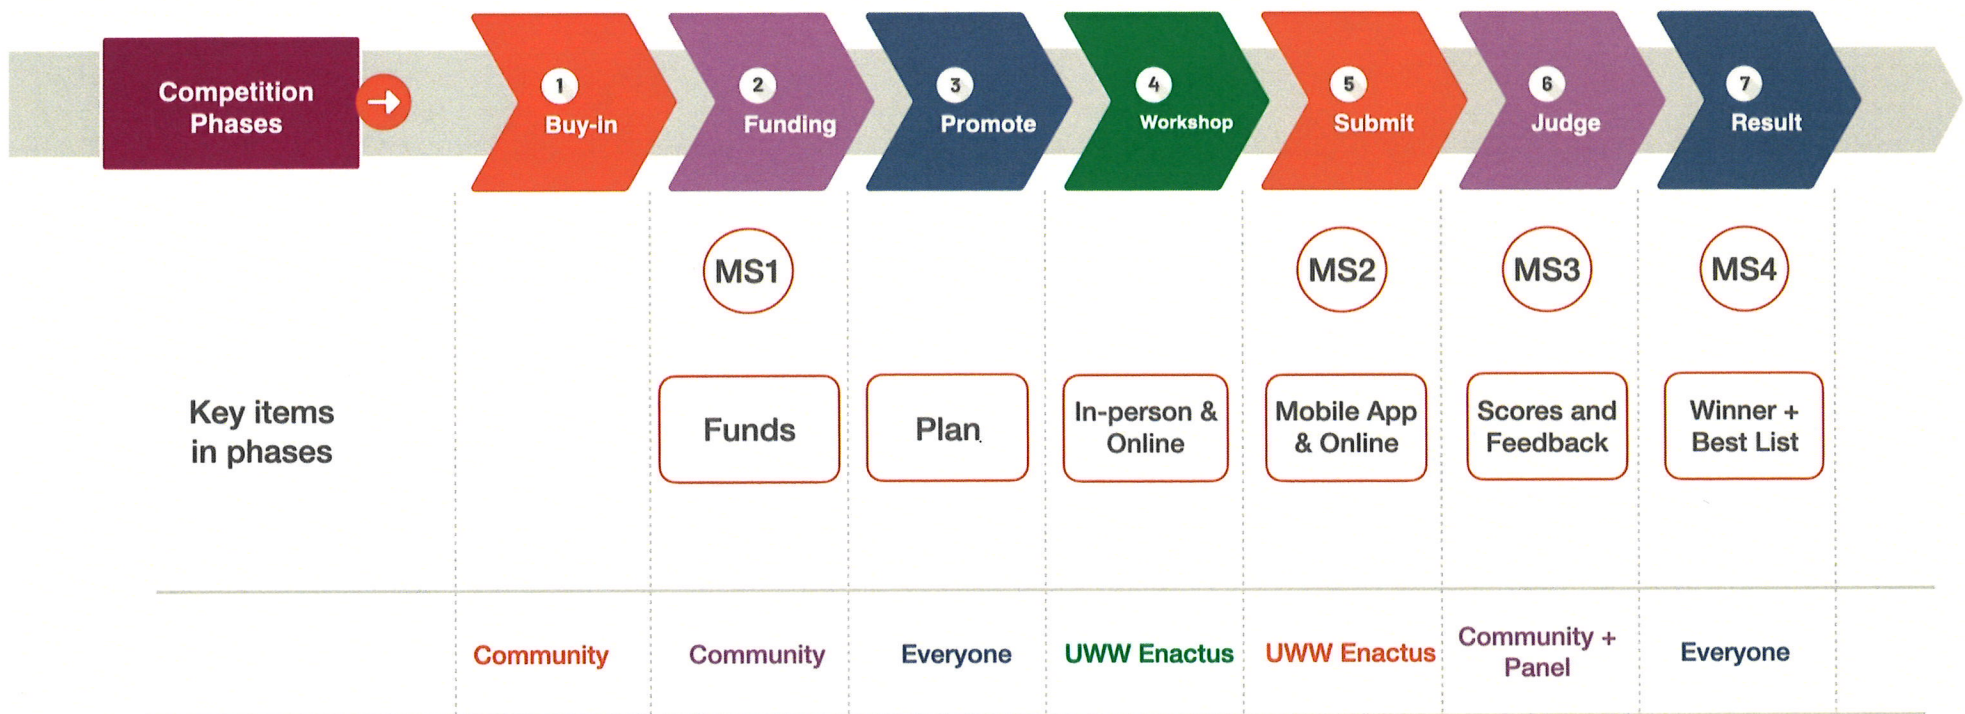 Competition
Phases
1
Buy-in
2
Funding
3
Promote
4
Workshop
5
Submit
6
Judge
7
Result
MS1
MS2
MS3
MS4
Key items
in phases
Funds
Plan
In-person &
Online
Mobile App
& Online
Scores and
Feedback
Winner +
Best List
Community
Community
Everyone
UWW Enactus
UWW Enactus
Community +
Panel
Everyone